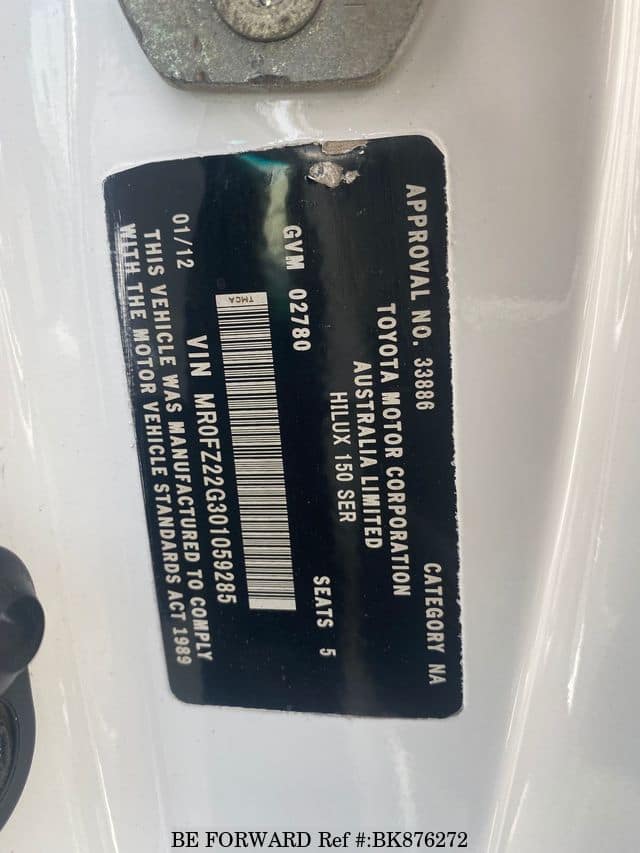 APPROVAL NO. 33886 CATEGORY NA
TOYOTA MOTOR CORPORATION
AUSTRALIA LIMITED
HILUX 150 SER
GVM 02780 SEATS 5
TMCA
VIN MR0FZ22G301059285
01/12
THIS VEHICLE WAS MANUFACTURED TO COMPLY
WITH THE MOTOR VEHICLE STANDARDS ACT 1989
BE FORWARD Ref #:BK876272